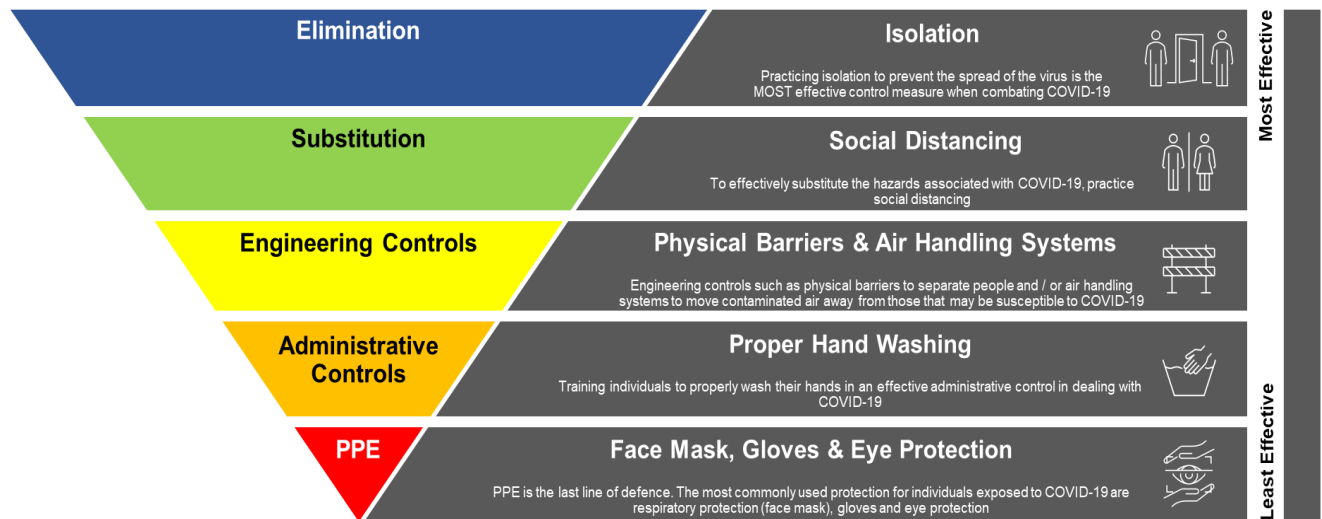 Elimination
Isolation
Practicing isolation to prevent the spread of the virus is the
MOST effective control measure when combating COVID-19
Most Effective
Substitution
Social Distancing
To effectively substitute the hazards associated with COVID-19, practice
social distancing
Engineering Controls
Physical Barriers & Air Handling Systems
Engineering controls such as physical barriers to separate people and / or air handling
systems to move contaminated air away from those that may be susceptible to COVID-19
Administrative
Controls
Proper Hand Washing
Training individuals to properly wash their hands in an effective administrative control in dealing with
COVID-19
PPE
Face Mask, Gloves & Eye Protection
PPE is the last line of defence. The most commonly used protection for individuals exposed to COVID-19 are
respiratory protection (face mask), gloves and eye protection
Least Effective